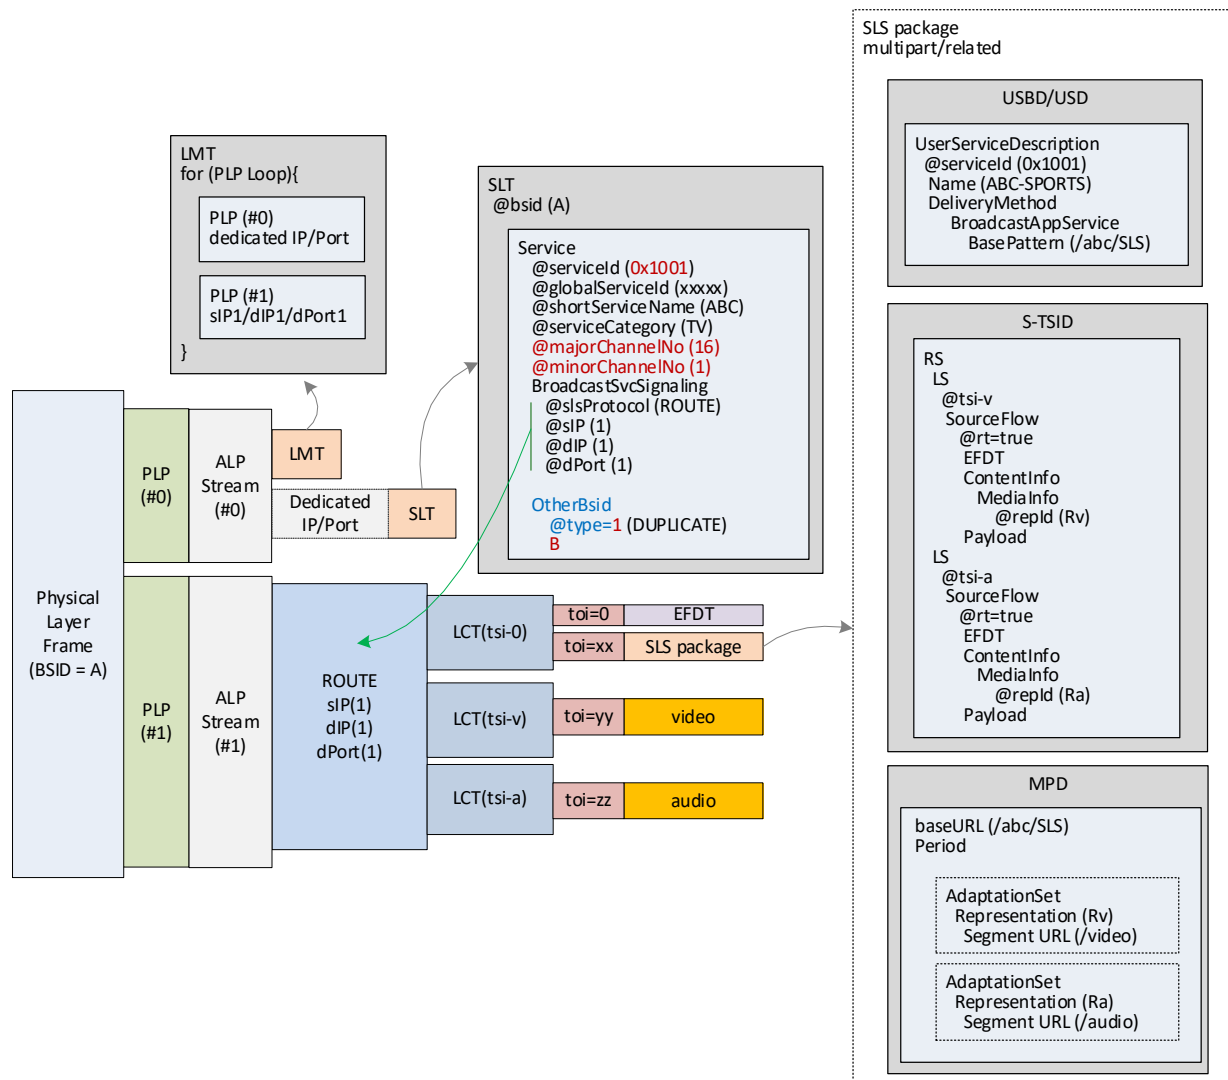 SLS package
multipart/related
USBD/USD
UserServiceDescription
@serviceId (0x1001)
Name (ABC-SPORTS)
DeliveryMethod
BroadcastAppService
BasePattern (/abc/SLS)
S-TSID
RS
LS
@tsi-v
SourceFlow
@rt=true
EFDT
ContentInfo
MediaInfo
@repId (Rv)
Payload
LS
@tsi-a
SourceFlow
@rt=true
EFDT
ContentInfo
MediaInfo
@repId (Ra)
Payload
MPD
baseURL (/abc/SLS)
Period
AdaptationSet
Representation (Rv)
Segment URL (/video)
AdaptationSet
Representation (Ra)
Segment URL (/audio)
LMT
for (PLP Loop){
PLP (#0)
dedicated IP/Port
PLP (#1)
sIP1/dIP1/dPort1
}
SLT
@bsid (A)
Service
@serviceId (0x1001)
@globalServiceId (xxxxx)
@shortServiceName (ABC)
@serviceCategory (TV)
@majorChannelNo (16)
@minorChannelNo (1)
BroadcastSvcSignaling
@slsProtocol (ROUTE)
@sIP (1)
@dIP (1)
@dPort (1)
OtherBsid
@type=1 (DUPLICATE)
B
Physical
Layer
Frame
(BSID = A)
PLP
(#0)
ALP
Stream
(#0)
LMT
Dedicated
IP/Port
SLT
PLP
(#1)
ALP
Stream
(#1)
ROUTE
sIP(1)
dIP(1)
dPort(1)
LCT(tsi-0)
toi=0
EFDT
toi=xx
SLS package
LCT(tsi-v)
toi=yy
video
LCT(tsi-a)
toi=zz
audio